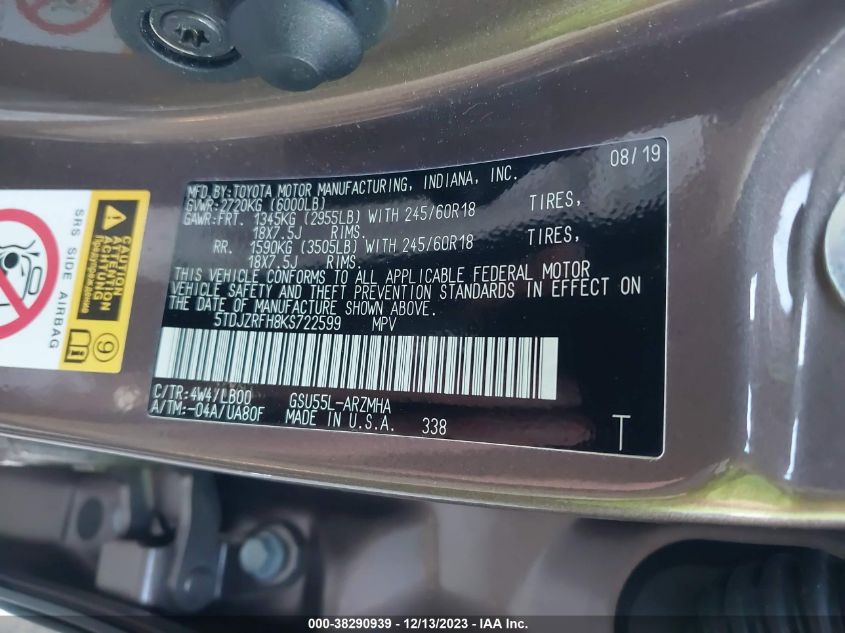 08/19
MFD.BY:TOYOTA MOTOR MANUFACTURING, INDIANA, INC.
GVWR:2720KG (6000LB)
GAWR:FRT. 1345KG (2955LB) WITH 245/60R18 TIRES,
18X7.5J RIMS.
RR. 1590KG (3505LB) WITH 245/60R18 TIRES,
18X7.5J RIMS.
THIS VEHICLE CONFORMS TO ALL APPLICABLE FEDERAL MOTOR
VEHICLE SAFETY AND THEFT PREVENTION STANDARDS IN EFFECT ON
THE DATE OF MANUFACTURE SHOWN ABOVE.
5TDJZRFH8KS722599 MPV
C/TR:4W4/LB00 GSU55L-ARZMHA
A/TM:-04A/UA80F MADE IN U.S.A. 338
T
SRS SIDE AIRBAG
CAUTION
ACHTUNG
ATTENTION
9
000-38290939 - 12/13/2023 - IAA Inc.